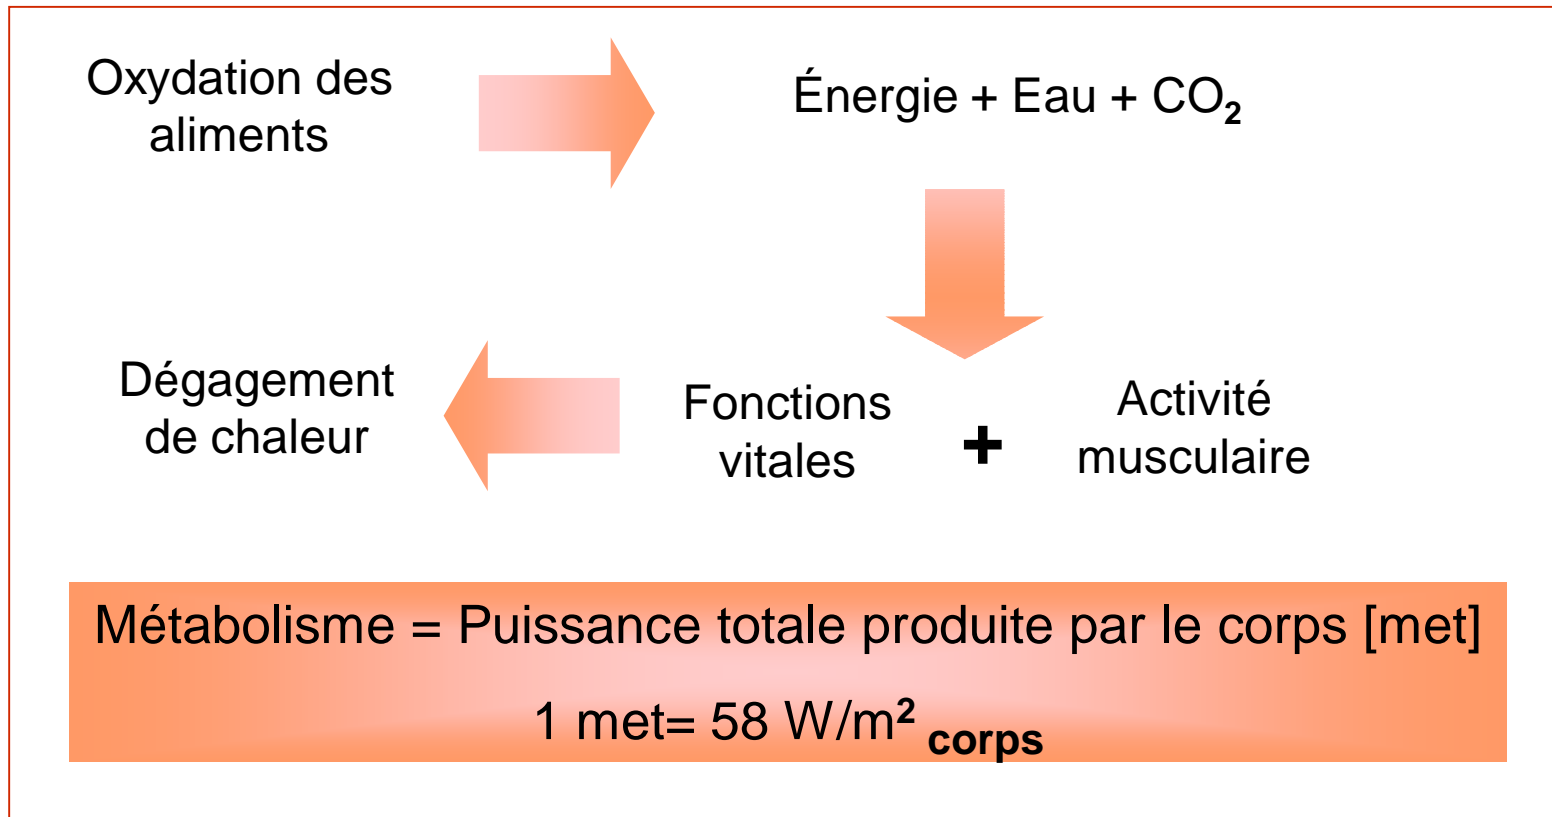 Oxydation des
aliments
Énergie + Eau + CO₂
Dégagement
de chaleur
Fonctions
vitales
+
Activité
musculaire
Métabolisme = Puissance totale produite par le corps [met]
1 met= 58 W/m² corps